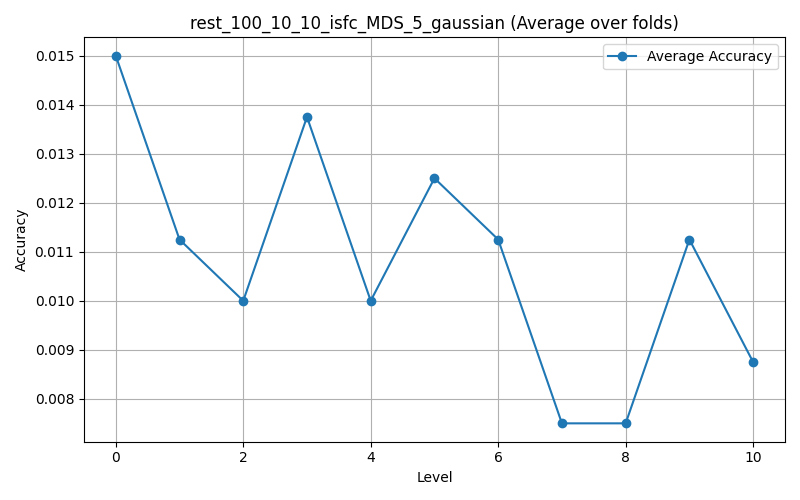 rest_100_10_10_isfc_MDS_5_gaussian (Average over folds)
Average Accuracy
0.015
0.014
0.013
0.012
0.011
0.010
0.009
0.008
Accuracy
0 2 4 6 8 10
Level